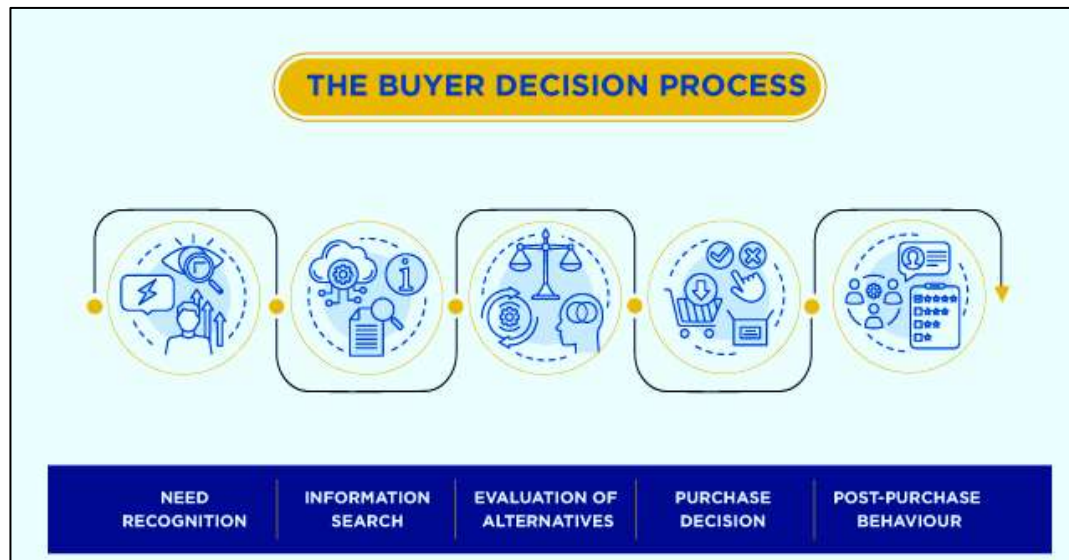 THE BUYER DECISION PROCESS
NEED
RECOGNITION
INFORMATION
SEARCH
EVALUATION OF
ALTERNATIVES
PURCHASE
DECISION
POST-PURCHASE
BEHAVIOUR